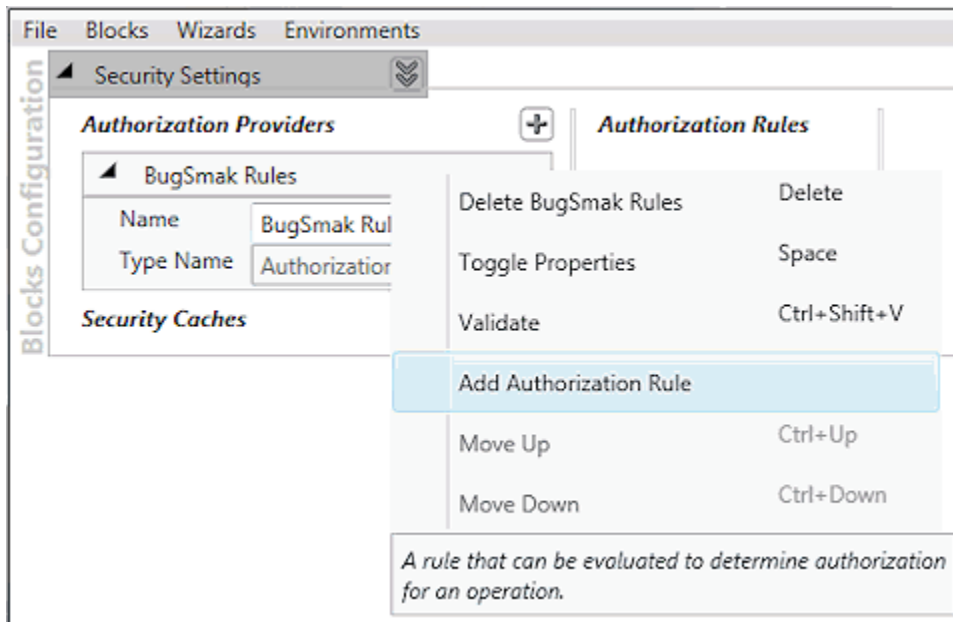 File Blocks Wizards Environments
Blocks Configuration
Security Settings
Authorization Providers
Authorization Rules
BugSmak Rules
Name BugSmak Rul
Type Name Authorization
Security Caches
Delete BugSmak Rules Delete
Toggle Properties Space
Validate Ctrl+Shift+V
Add Authorization Rule
Move Up Ctrl+Up
Move Down Ctrl+Down
A rule that can be evaluated to determine authorization
for an operation.